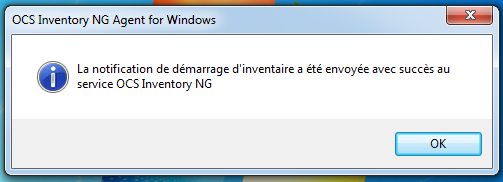 OCS Inventory NG Agent for Windows
La notification de démarrage d'inventaire a été envoyée avec succès au
service OCS Inventory NG
OK